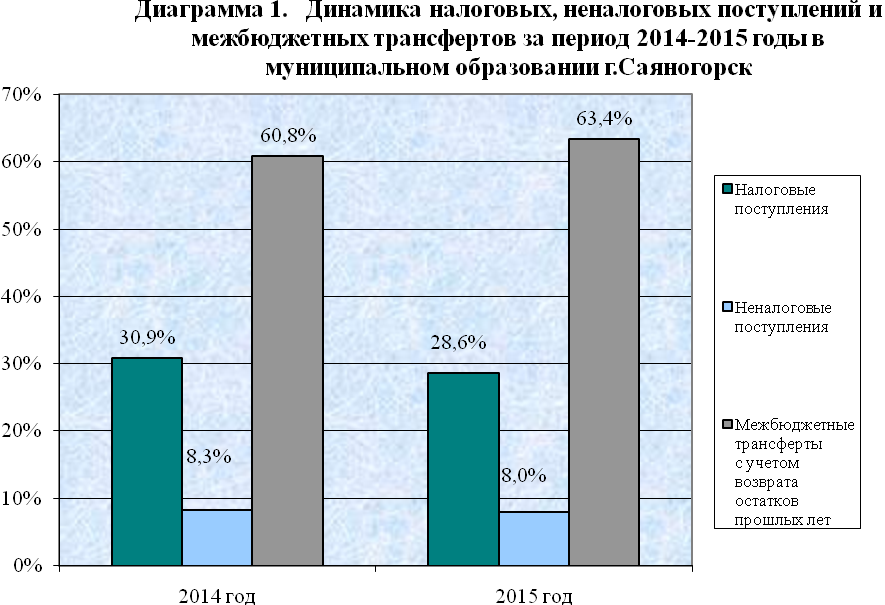 Диаграмма 1. Динамика налоговых, неналоговых поступлений и
межбюджетных трансфертов за период 2014-2015 годы в
муниципальном образовании г.Саяногорск
70%
60%
50%
40%
30%
20%
10%
0%
30,9%
8,3%
60,8%
28,6%
8,0%
63,4%
2014 год
2015 год
Налоговые
поступления
Неналоговые
поступления
Межбюджетные
трансферты
с учетом
возврата
остатков
прошлых лет